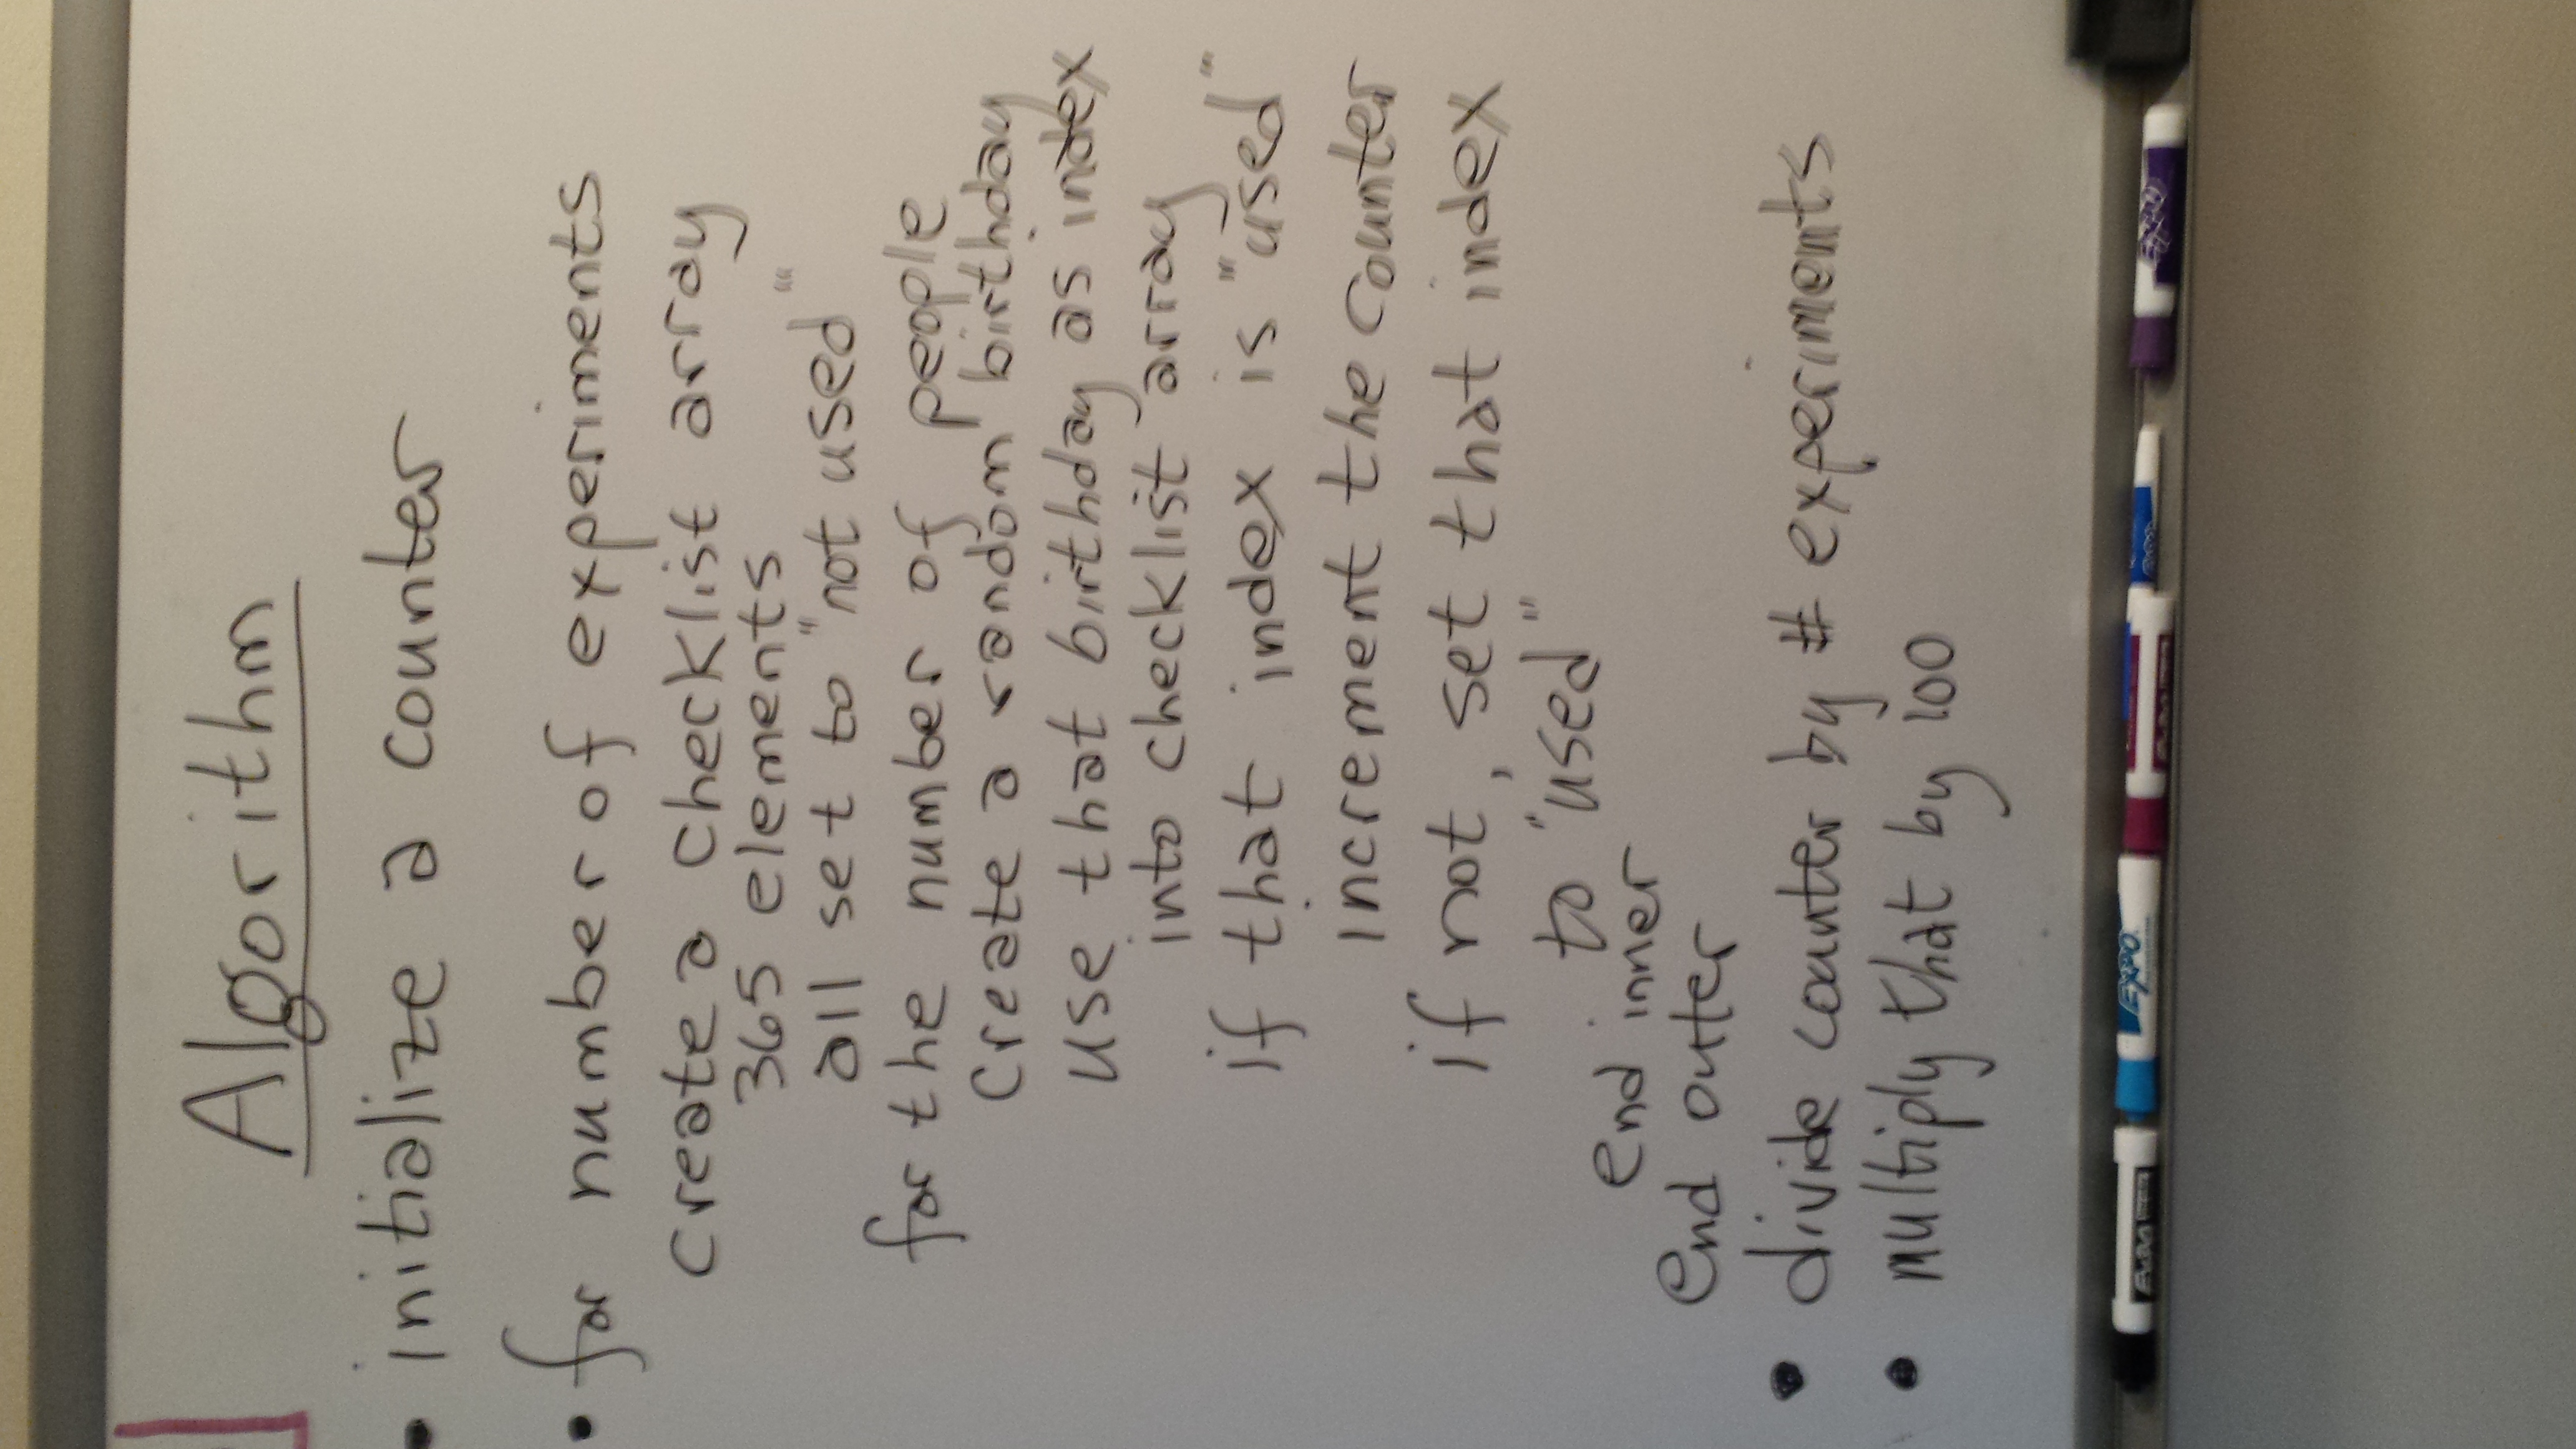 Algorithm
• initialize a counter
• for number of experiments
create a checklist array
365 elements
all set to "not used"
for the number of people
create a random birthday
use that birthday as index
into checklist array
if that index is "used"
increment the counter
if not, set that index
to "used"
end inner
end outer
• divide counter by # experiments
• multiply that by 100
EXPO EXPO EXPO EXPO